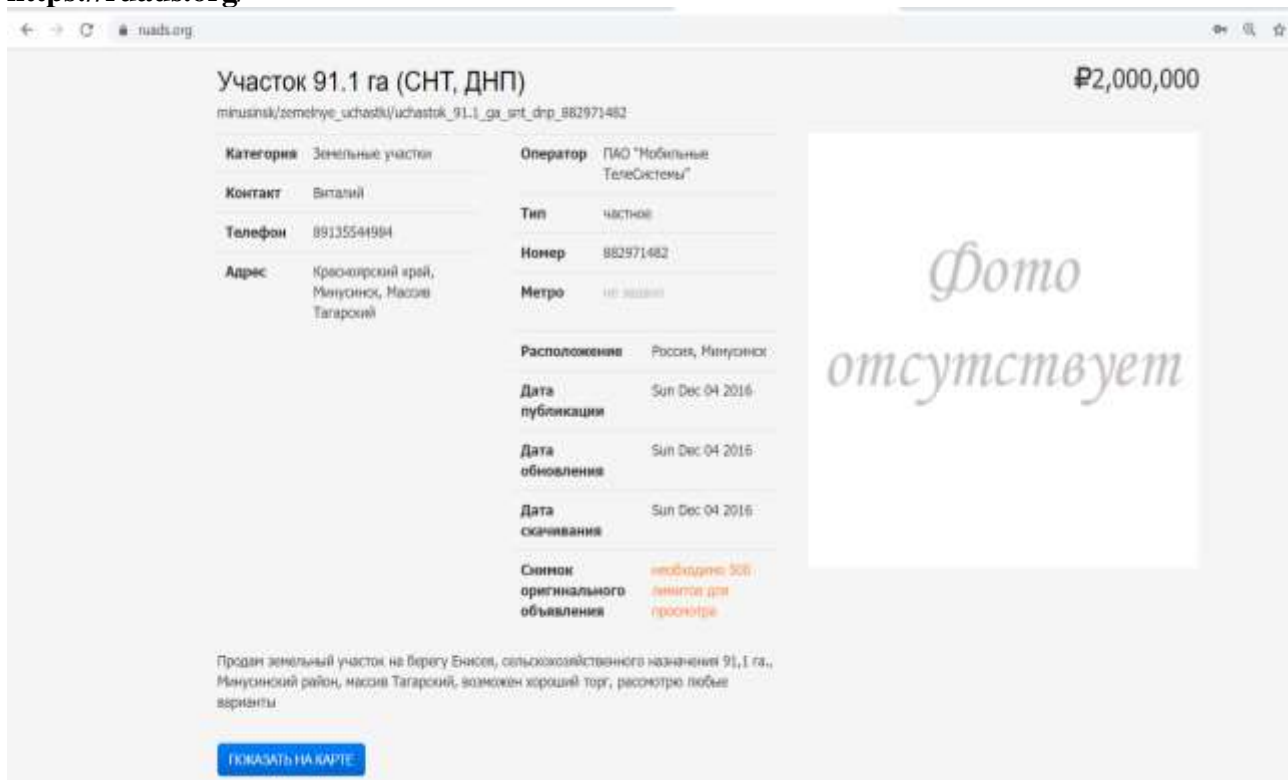 https://ruads.org/
ruads.org
Участок 91.1 га (СНТ, ДНП)
₽2,000,000
minusinsk/zemelnye_uchastki/uchastok_91.1_ga_snt_dnp_882971482
Категория Земельные участки
Контакт Виталий
Телефон 89135544984
Адрес Красноярский край,
Минусинск, Массив
Тагарский
Оператор ПАО "Мобильные
ТелеСистемы"
Тип частное
Номер 882971482
Метро не задано
Расположение Россия, Минусинск
Дата Sun Dec 04 2016
публикации
Дата Sun Dec 04 2016
обновления
Дата Sun Dec 04 2016
скачивания
Снимок необходимо 500
оригинального лимитов для
объявления просмотра
Фото
отсутствует
Продам земельный участок на берегу Енисея, сельскохозяйственного назначения 91,1 га.,
Минусинский район, массив Тагарский, возможен хороший торг, рассмотрю любые
варианты
ПОКАЗАТЬ НА КАРТЕ